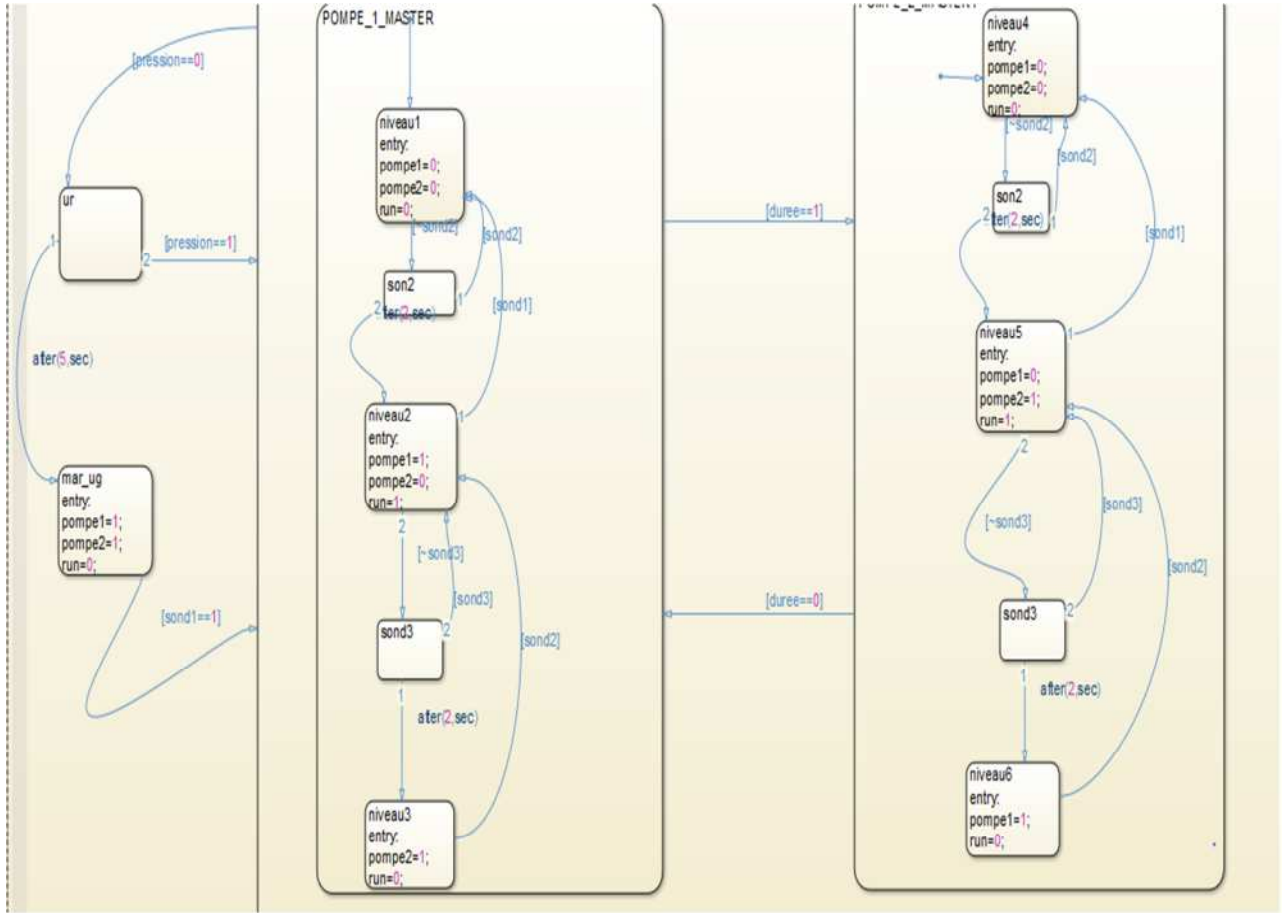 POMPE_1_MASTER
[pression==0]
ur
1
2
[pression==1]
after(5,sec)
mar_ug
entry:
pompe1=1;
pompe2=1;
run=0;
[sond1==1]
niveau1
entry:
pompe1=0;
pompe2=0;
run=0;
[~sond2]
[sond2]
son2
1
2
ter(2,sec)
[sond1]
niveau2
entry:
pompe1=1;
pompe2=0;
run=1;
1
2
[~sond3]
[sond3]
sond3
2
1
after(2,sec)
[sond2]
niveau3
entry:
pompe2=1;
run=0;
[duree==1]
[duree==0]
niveau4
entry:
pompe1=0;
pompe2=0;
run=0;
[~sond2]
[sond2]
son2
2
ter(2,sec)
1
[sond1]
niveau5
entry:
pompe1=0;
pompe2=1;
run=1;
1
2
[~sond3]
[sond3]
[sond2]
sond3
2
1
after(2,sec)
niveau6
entry:
pompe1=1;
run=0;